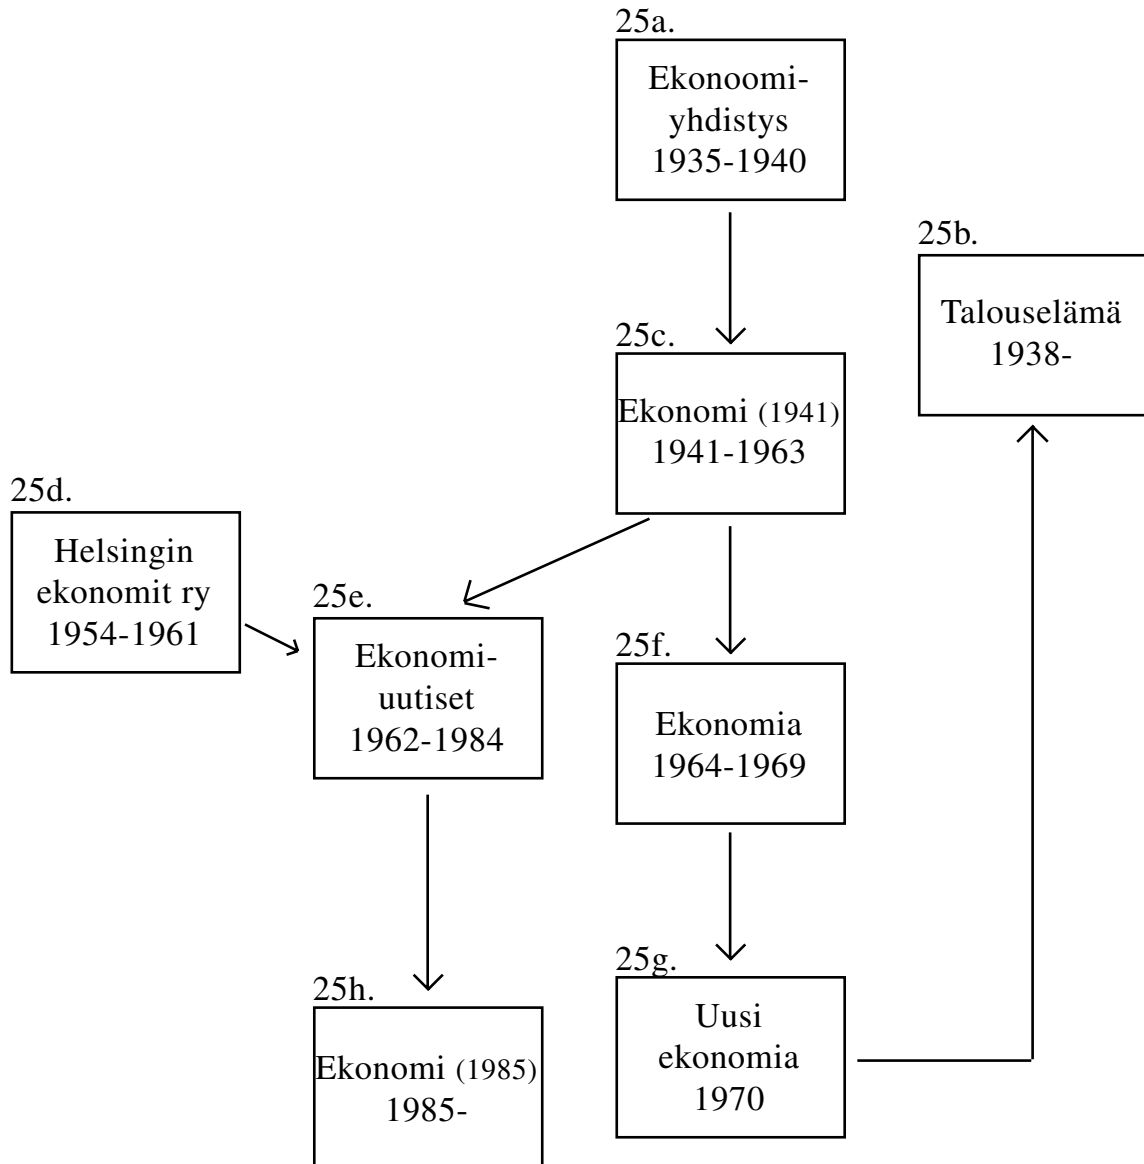 25a.
Ekonoomi-
yhdistys
1935-1940
25b.
Talouselämä
1938-
25c.
Ekonomi (1941)
1941-1963
25d.
Helsingin
ekonomit ry
1954-1961
25e.
Ekonomi-
uutiset
1962-1984
25f.
Ekonomia
1964-1969
25g.
Uusi
ekonomia
1970
25h.
Ekonomi (1985)
1985-